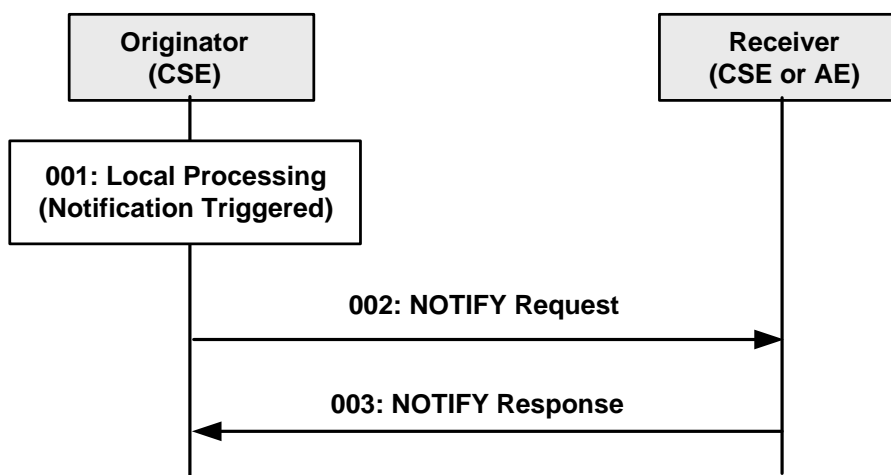 Originator
(CSE)
Receiver
(CSE or AE)
001: Local Processing
(Notification Triggered)
002: NOTIFY Request
003: NOTIFY Response